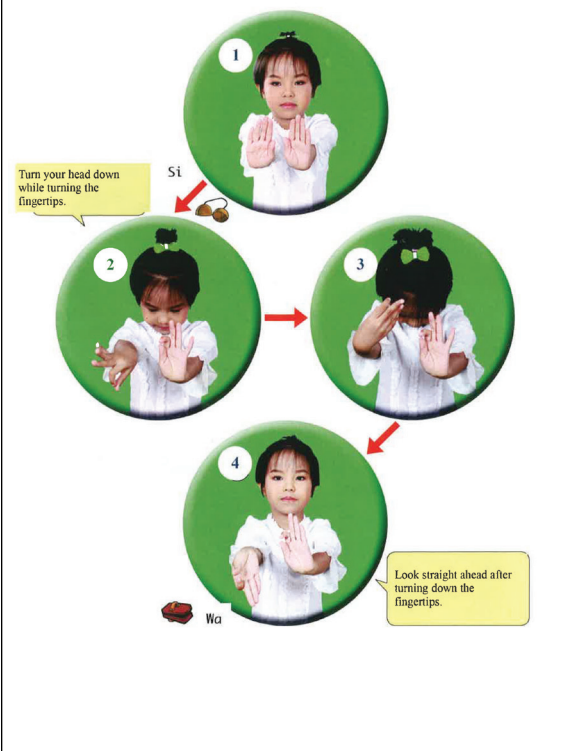 1
Si
Turn your head down
while turning the
fingertips.
2
3
4
Look straight ahead after
turning down the
fingertips.
Wa